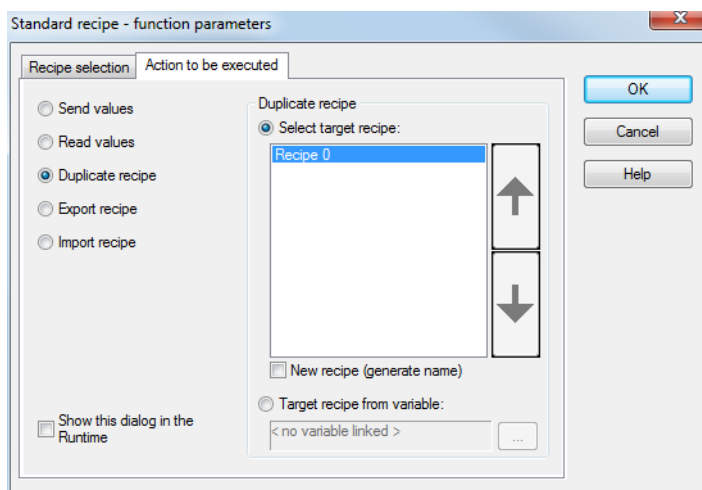 Standard recipe - function parameters
x
Recipe selection
Action to be executed
Send values
Read values
Duplicate recipe
Export recipe
Import recipe
Show this dialog in the
Runtime
Duplicate recipe
Select target recipe:
Recipe 0
New recipe (generate name)
Target recipe from variable:
< no variable linked >
...
OK
Cancel
Help